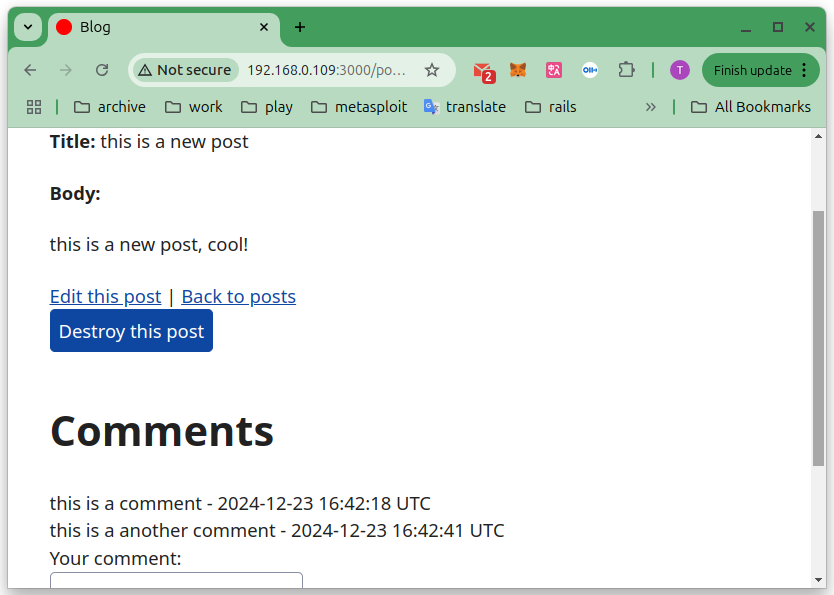 Blog
Not secure 192.168.0.109:3000/po… 2 T Finish update
archive work play metasploit translate rails All Bookmarks
Title: this is a new post
Body:
this is a new post, cool!
Edit this post | Back to posts
Destroy this post
Comments
this is a comment - 2024-12-23 16:42:18 UTC
this is a another comment - 2024-12-23 16:42:41 UTC
Your comment: